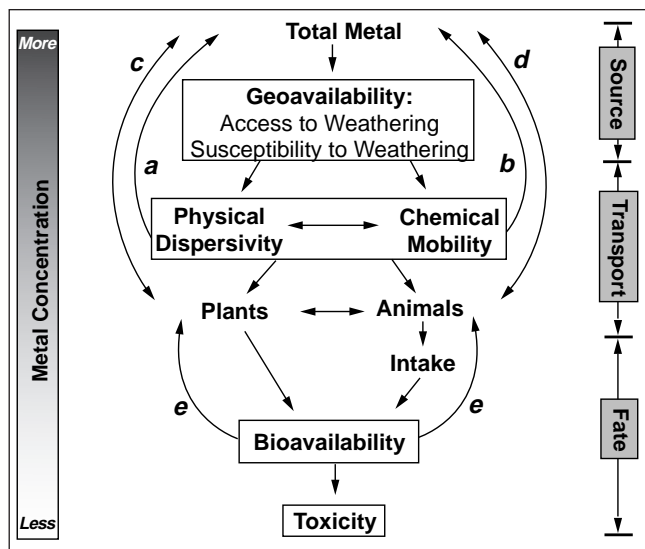 More
Total Metal
c
d
Geoavailability:
Access to Weathering
Susceptibility to Weathering
a
b
Physical
Dispersivity
Chemical
Mobility
Plants
Animals
Intake
e
e
Bioavailability
Toxicity
Less
Metal Concentration
Source
Transport
Fate